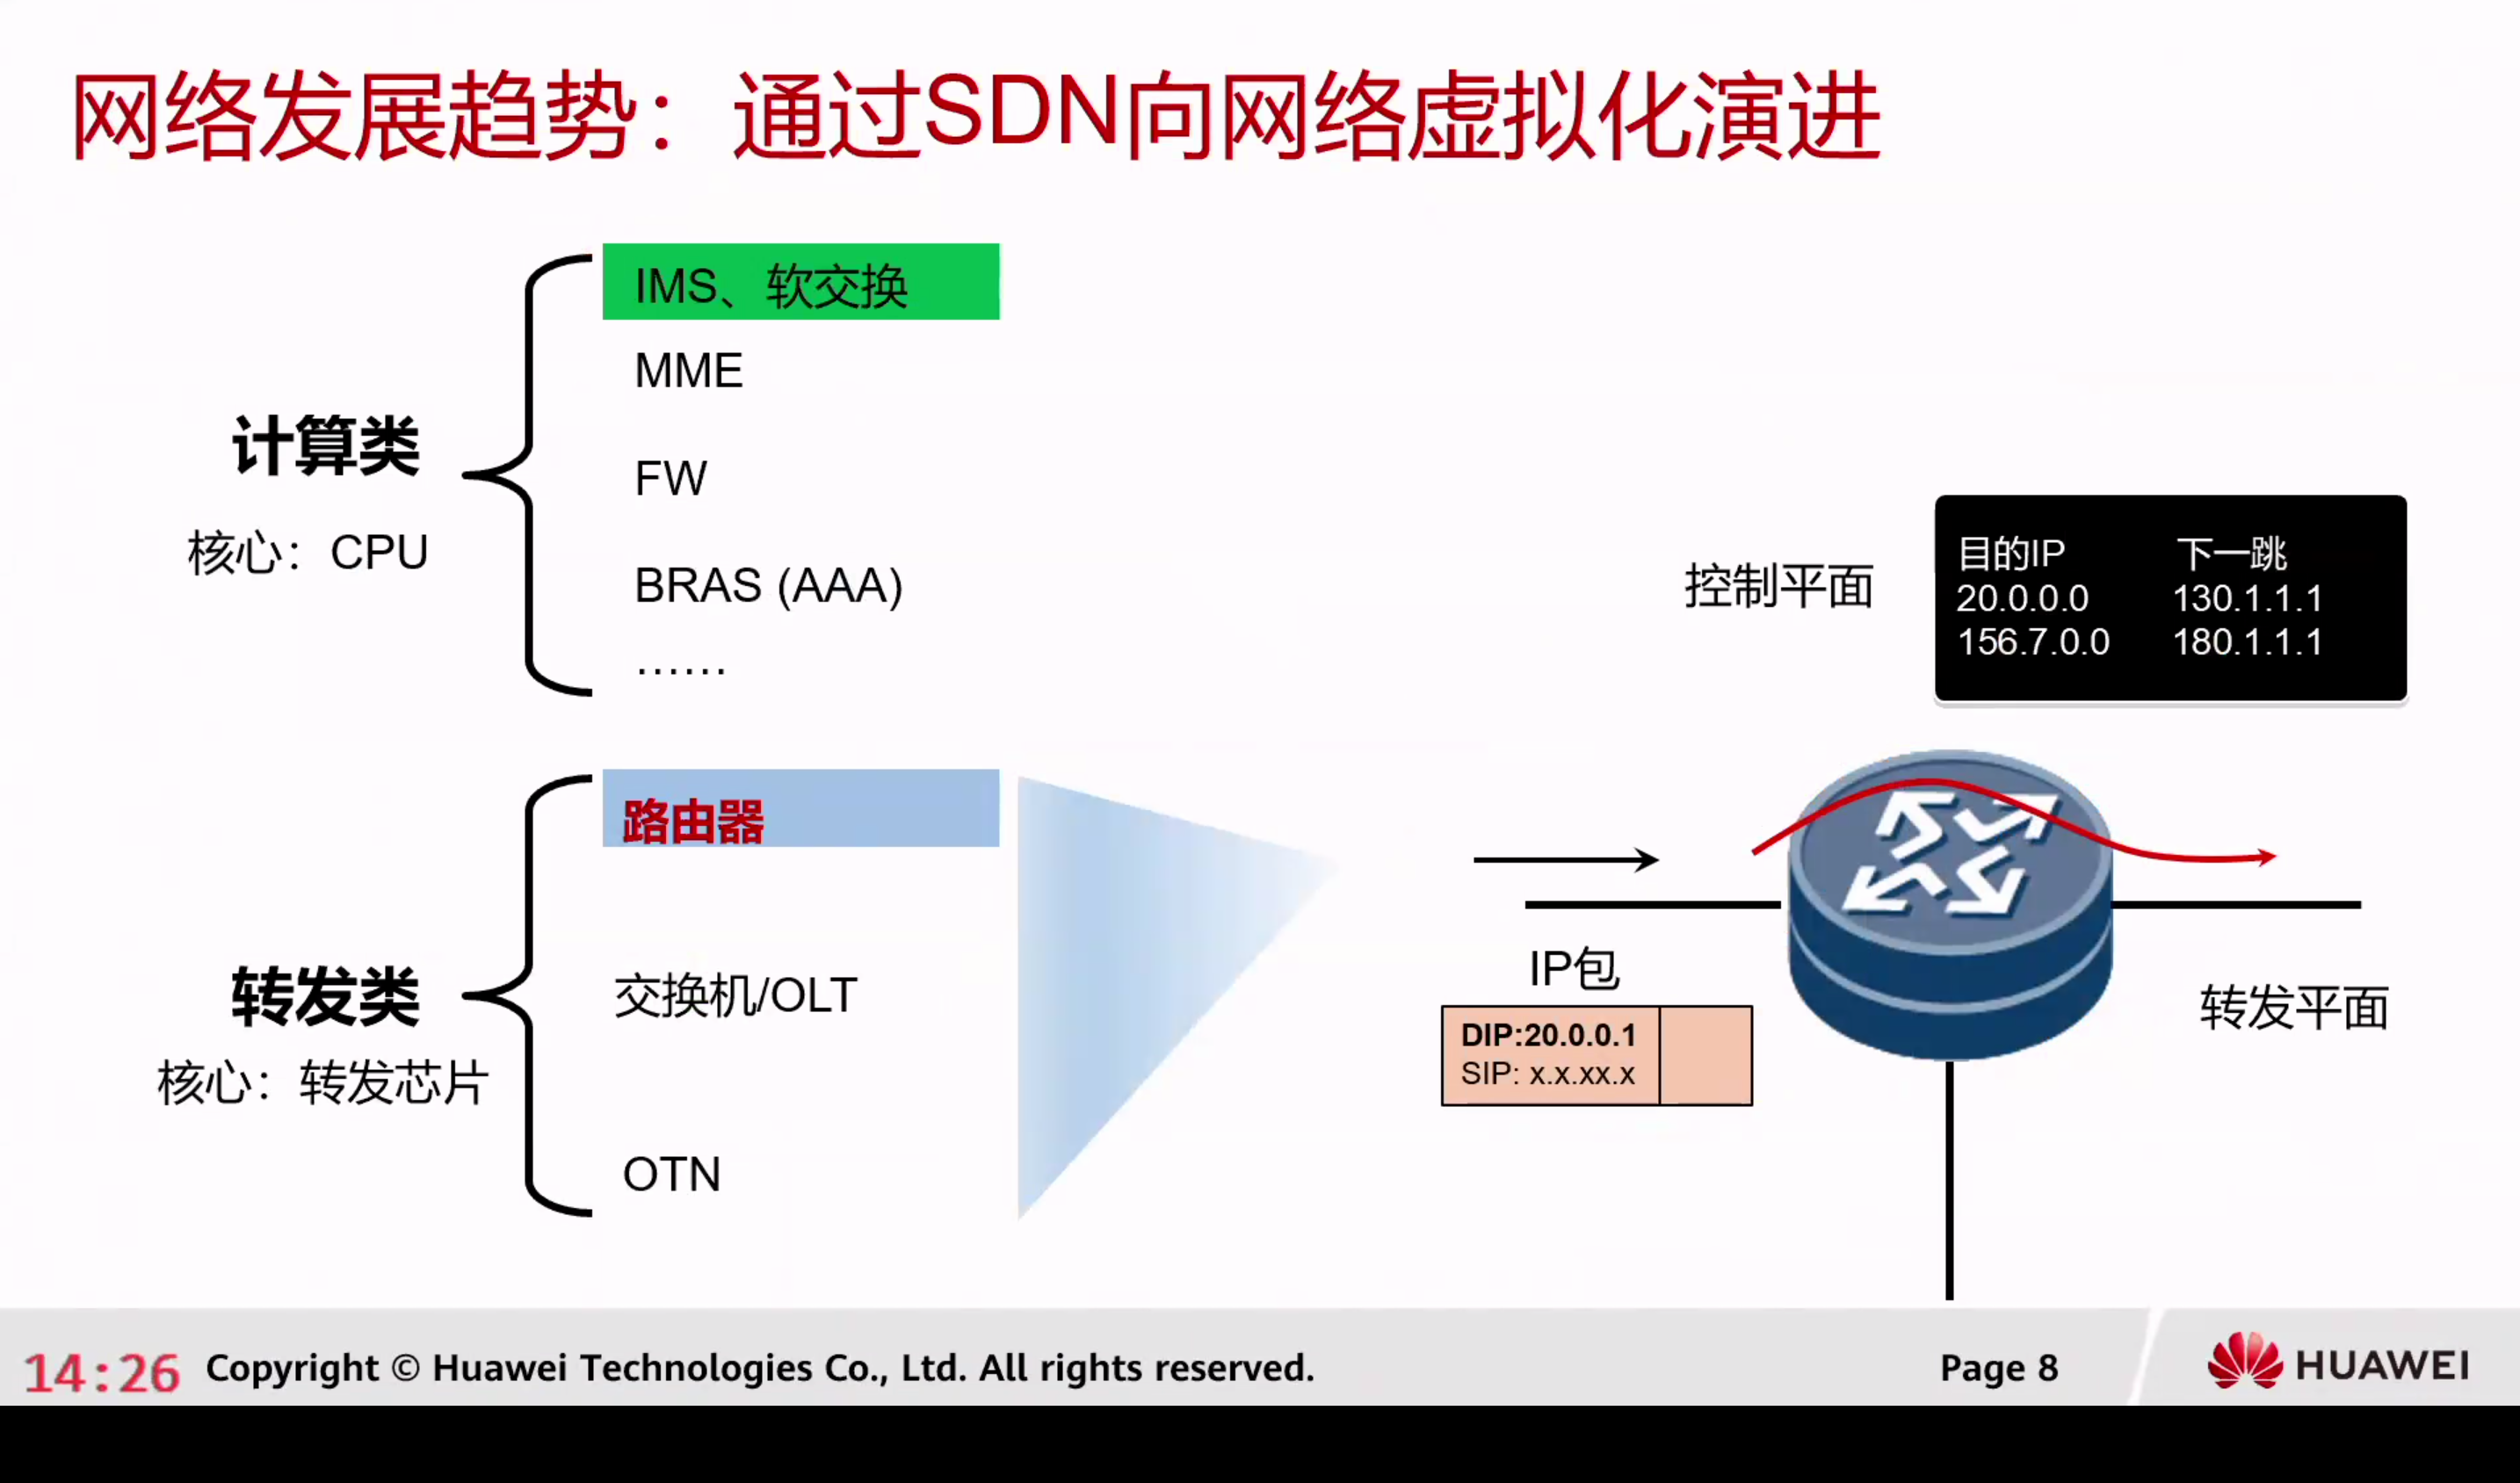 网络发展趋势：通过SDN向网络虚拟化演进
计算类
核心：CPU
IMS、软交换
MME
FW
BRAS (AAA)
……
转发类
核心：转发芯片
路由器
交换机/OLT
OTN
控制平面
目的IP 下一跳
20.0.0.0 130.1.1.1
156.7.0.0 180.1.1.1
IP包
DIP:20.0.0.1
SIP: x.x.xx.x
转发平面
14:26 Copyright © Huawei Technologies Co., Ltd. All rights reserved. Page 8 HUAWEI